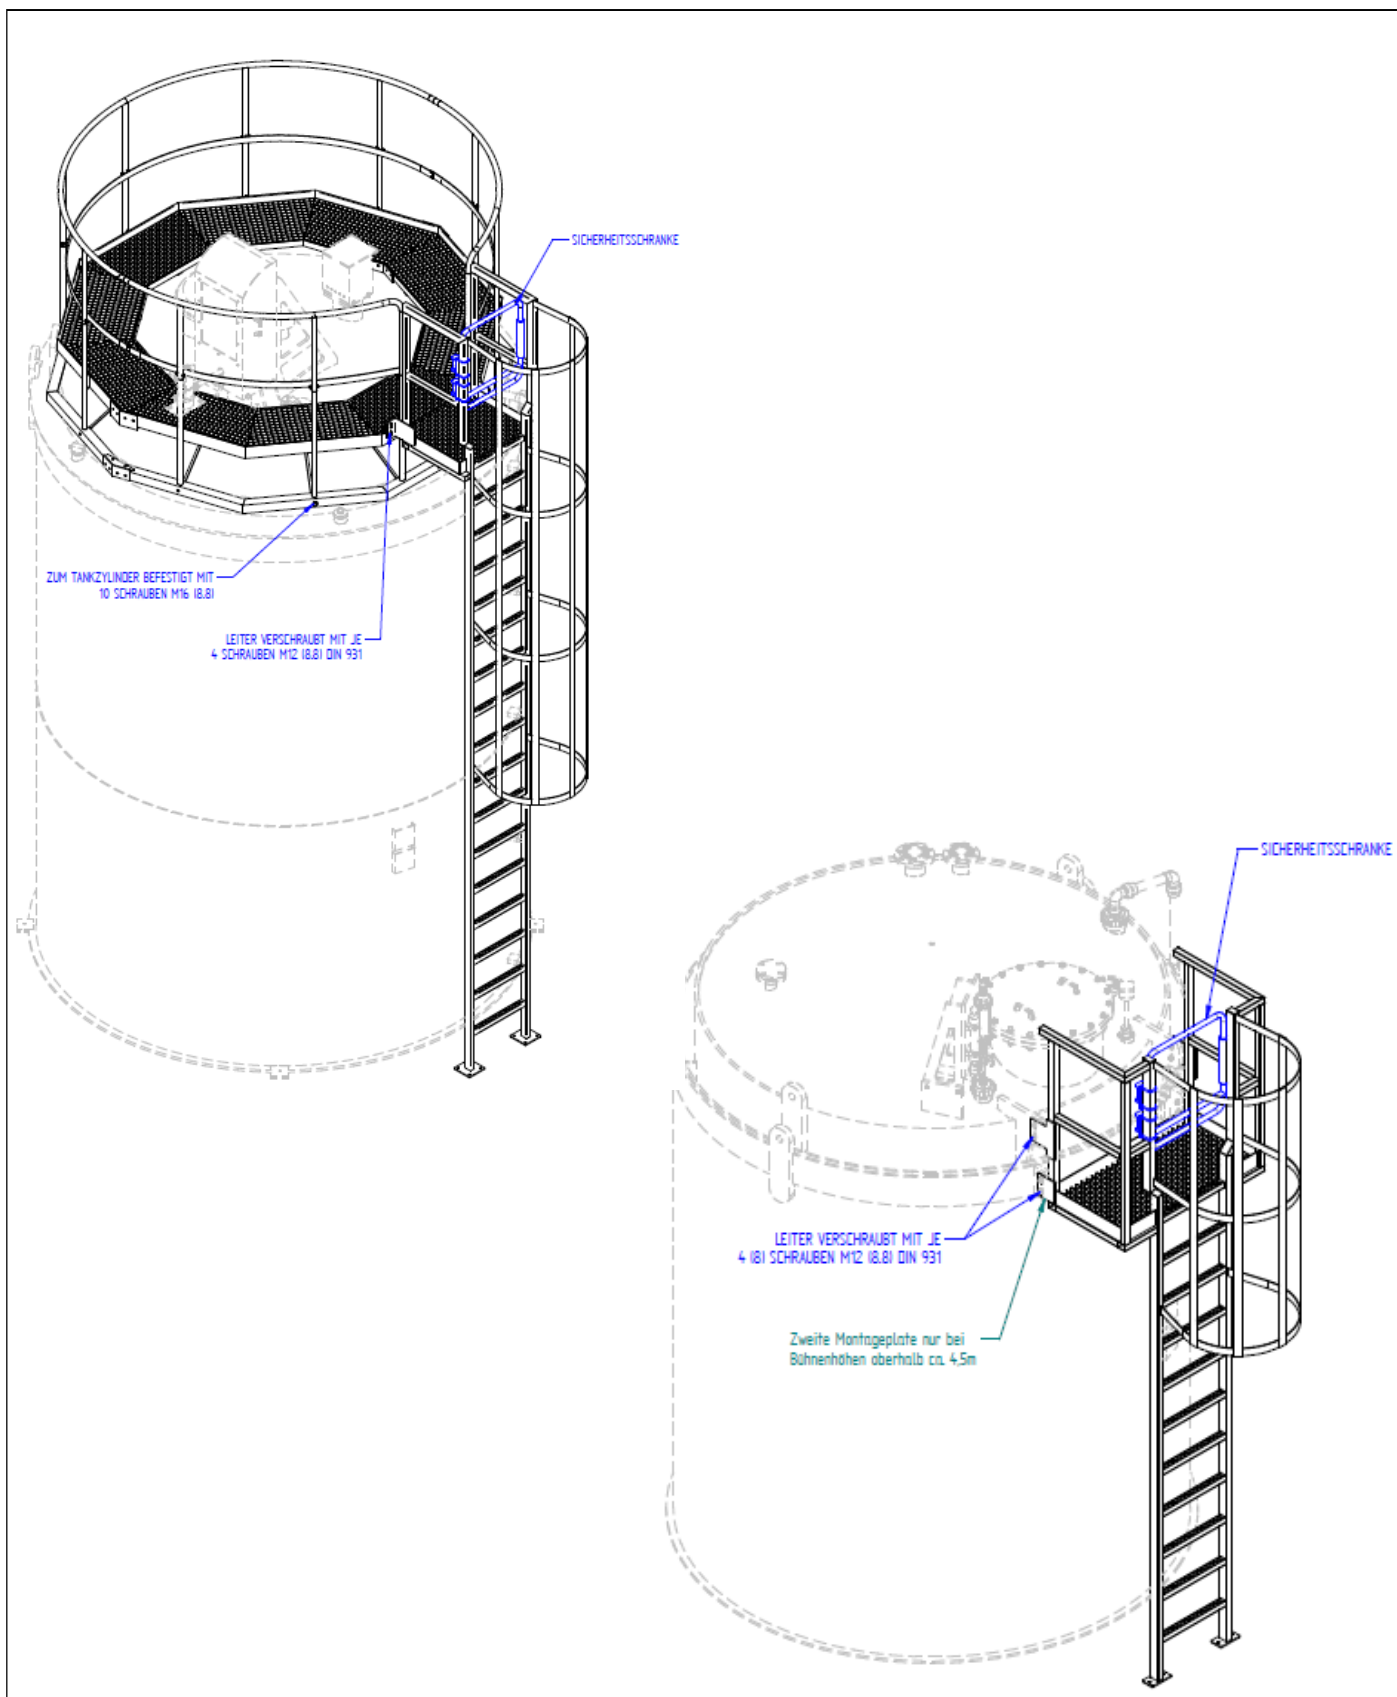 SICHERHEITSSCHRANKE
ZUM TANKZYLINDER BEFESTIGT MIT
10 SCHRAUBEN M16 (8.8)
LEITER VERSCHRAUBT MIT JE
4 SCHRAUBEN M12 (8.8) DIN 931
SICHERHEITSSCHRANKE
LEITER VERSCHRAUBT MIT JE
4 (8) SCHRAUBEN M12 (8.8) DIN 931
Zweite Montageplate nur bei
Bühnenhöhen oberhalb ca. 4,5m